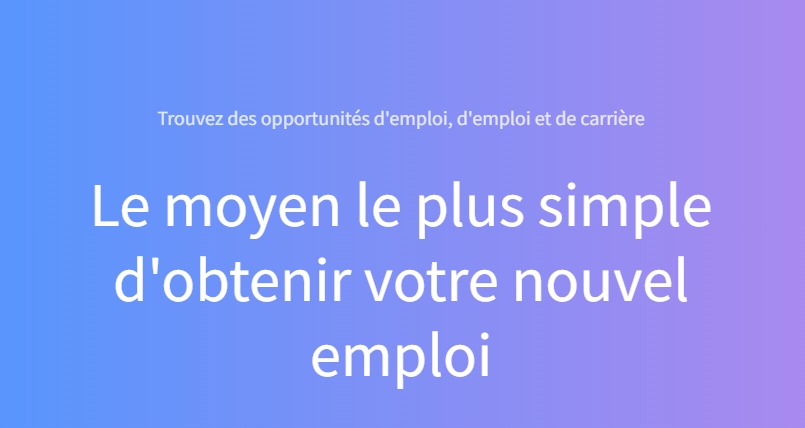 Trouvez des opportunités d'emploi, d'emploi et de carrière
Le moyen le plus simple
d'obtenir votre nouvel
emploi